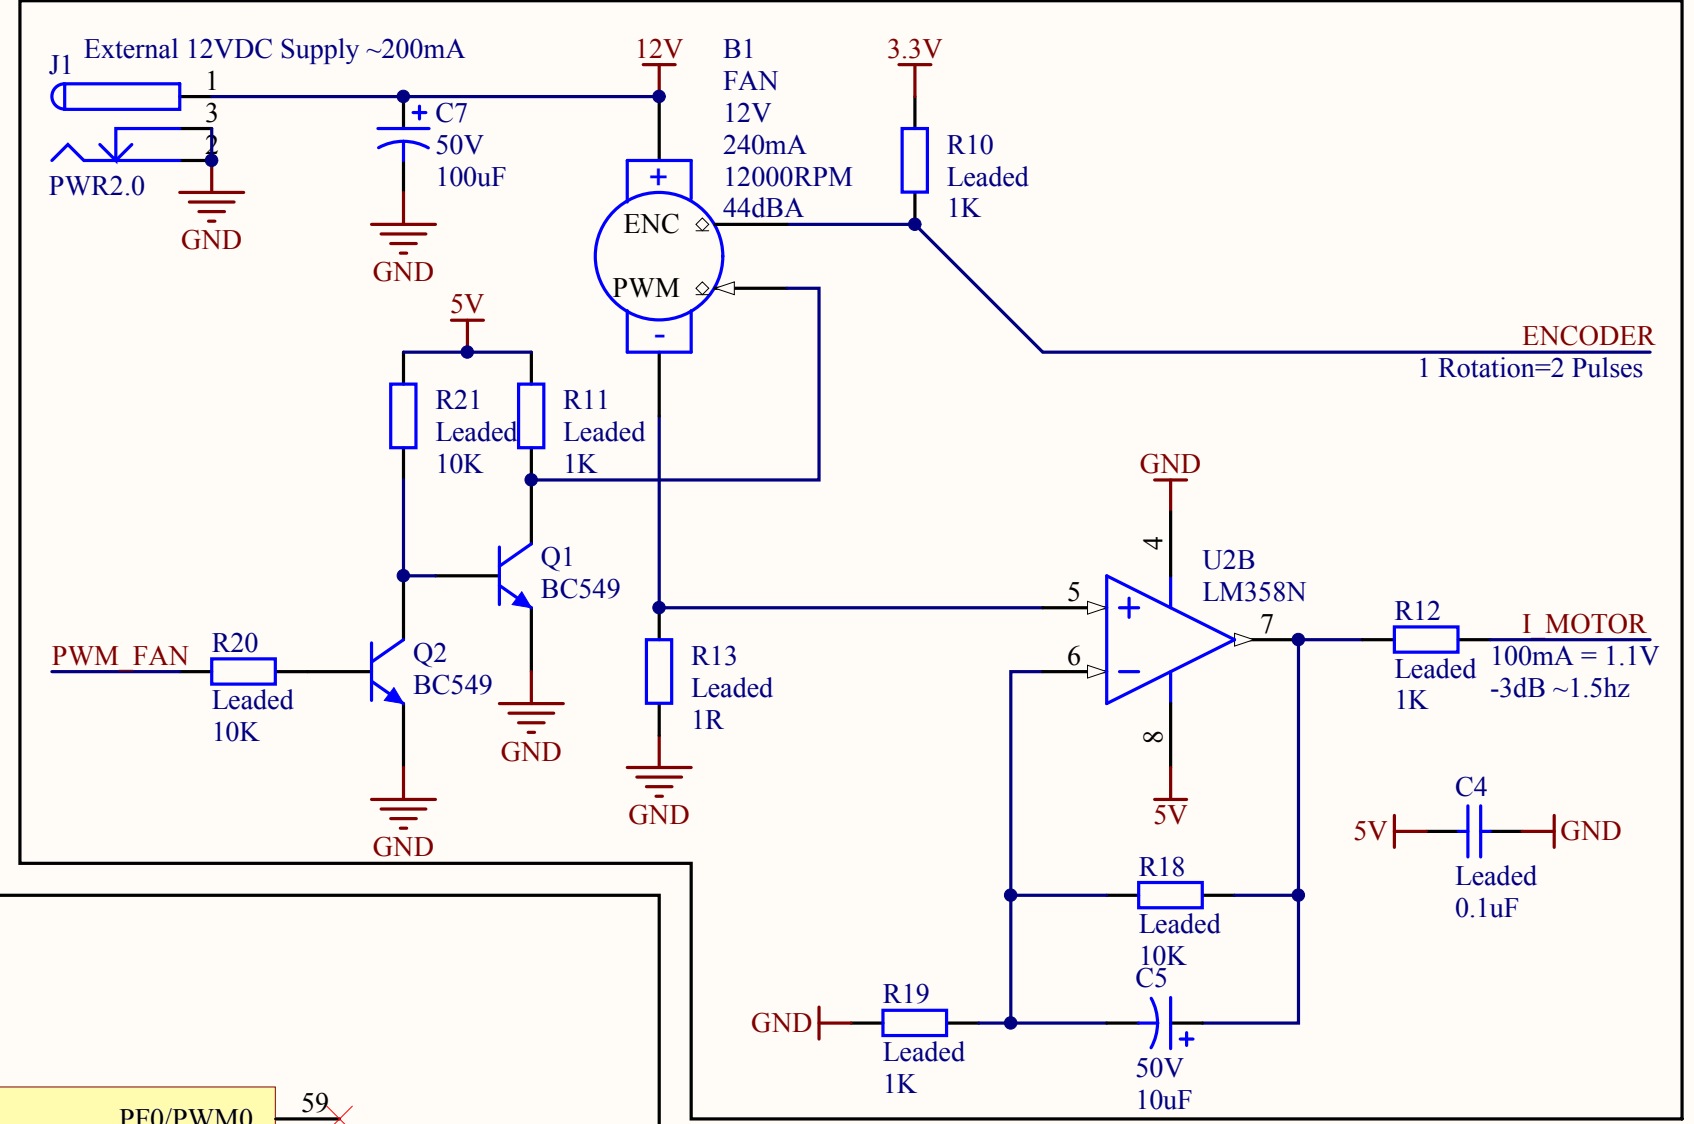 External 12VDC Supply ~200mA
J1
1
3
2
PWR2.0
GND
C7
50V
100uF
GND
12V
B1
FAN
12V
240mA
12000RPM
44dBA
ENC
PWM
3.3V
R10
Leaded
1K
ENCODER
1 Rotation=2 Pulses
5V
R21
Leaded
10K
R11
Leaded
1K
Q1
BC549
GND
PWM_FAN
R20
Leaded
10K
Q2
BC549
GND
R13
Leaded
1R
GND
GND
4
U2B
LM358N
5
6
7
8
5V
R12
Leaded
1K
I_MOTOR
100mA = 1.1V
-3dB ~1.5hz
C4
5V
GND
Leaded
0.1uF
R18
Leaded
10K
C5
50V
10uF
GND
R19
Leaded
1K
PF0/PWM0
59